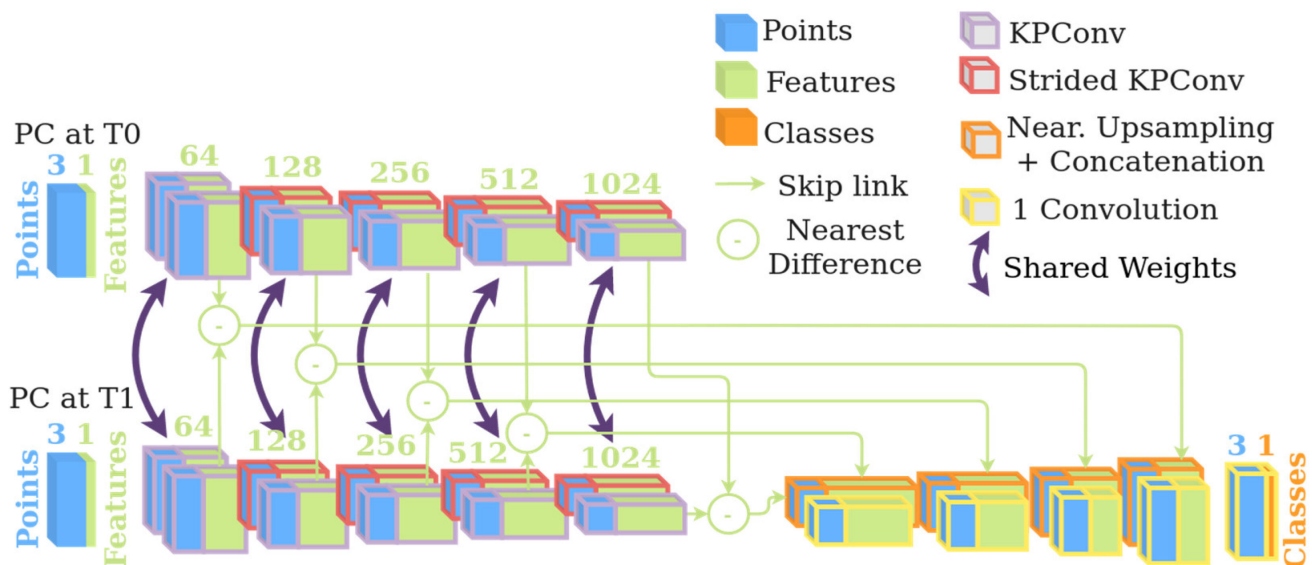 Points
KPConv
Features
Strided KPConv
Classes
Near. Upsampling
+ Concatenation
Skip link
1 Convolution
-
Nearest
Difference
Shared Weights
PC at T0
3 1
Points
Features
64
128
256
512
1024
-
-
-
-
PC at T1
3 1
Points
Features
64
128
256
512
1024
-
3 1
Classes